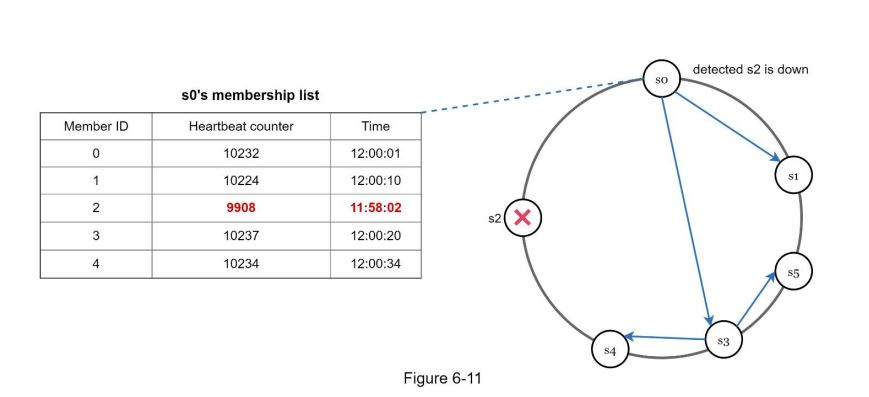 s0
detected s2 is down
s0's membership list
Member ID Heartbeat counter Time
0 10232 12:00:01
1 10224 12:00:10
2 9908 11:58:02
3 10237 12:00:20
4 10234 12:00:34
s1
s2
s5
s3
s4
Figure 6-11